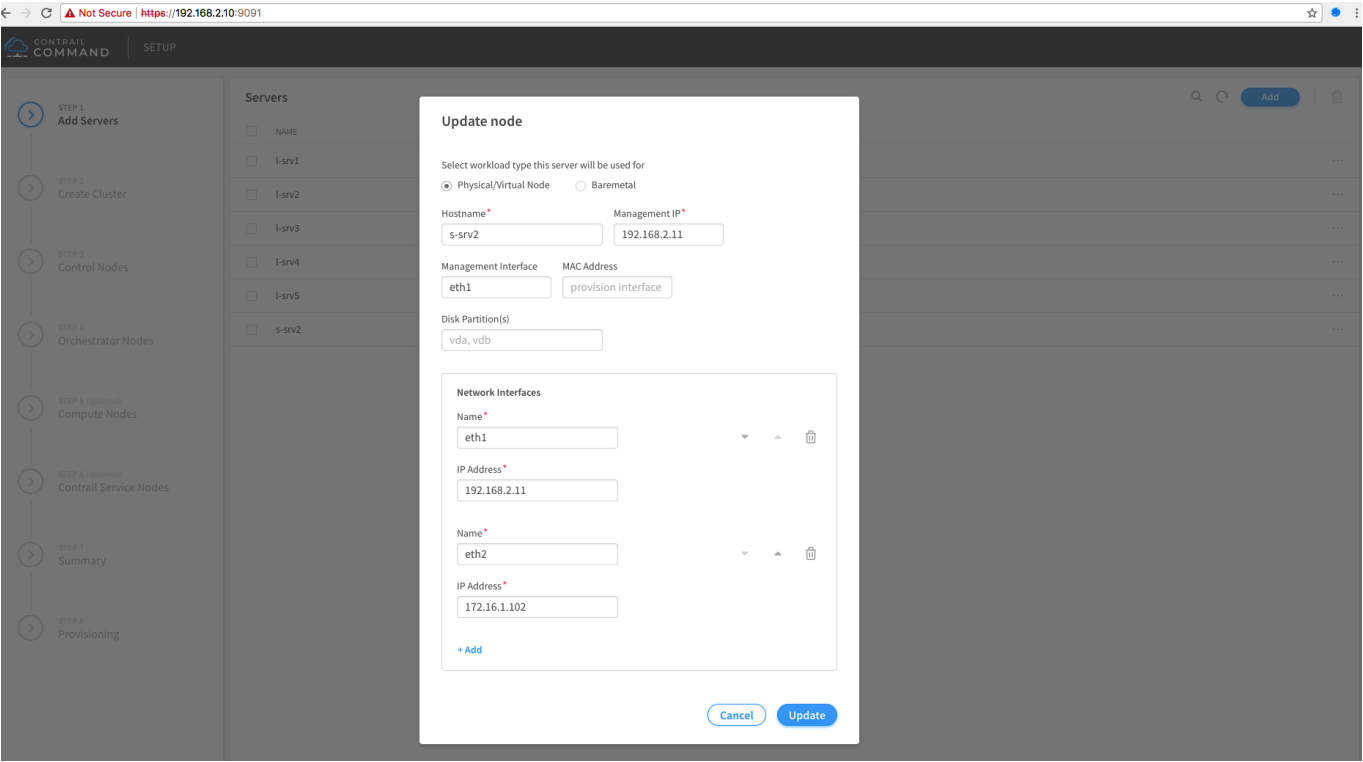 Not Secure | https://192.168.2.10:9091
CONTRAIL
COMMAND
SETUP
STEP 1
Add Servers
STEP 2
Create Cluster
STEP 3
Control Nodes
STEP 4
Orchestrator Nodes
STEP 5 (optional)
Compute Nodes
STEP 6 (optional)
Contrail Service Nodes
STEP 7
Summary
STEP 8
Provisioning
Servers
Add
NAME
l-srv1
l-srv2
l-srv3
l-srv4
l-srv5
s-srv2
Update node
Select workload type this server will be used for
Physical/Virtual Node Baremetal
Hostname* Management IP*
s-srv2 192.168.2.11
Management Interface MAC Address
eth1 provision interface
Disk Partition(s)
vda, vdb
Network Interfaces
Name*
eth1
IP Address*
192.168.2.11
Name*
eth2
IP Address*
172.16.1.102
+ Add
Cancel Update